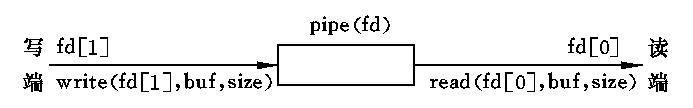 pipe(fd)
写 fd[1] fd[0] 读
端 write(fd[1],buf,size) read(fd[0],buf,size) 端